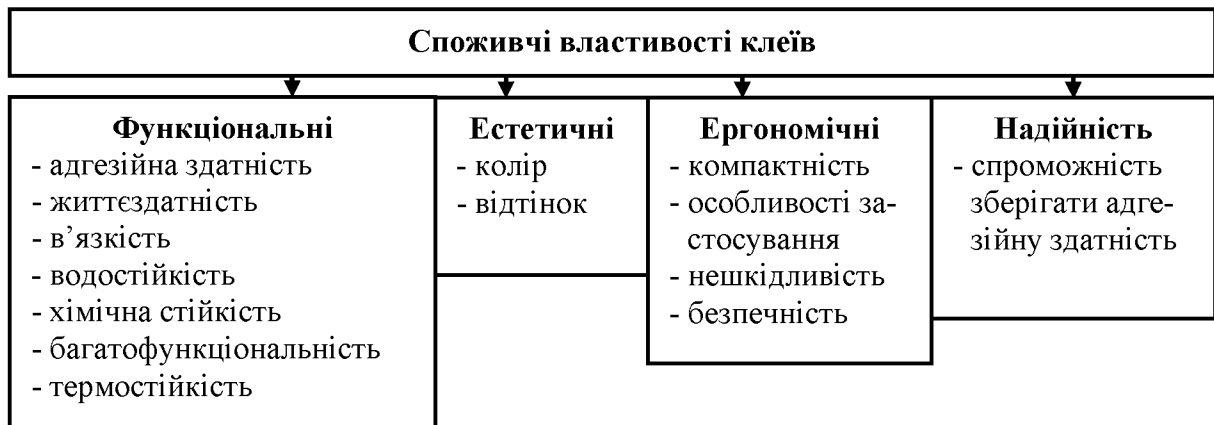 Споживчі властивості клеїв
Функціональні
- адгезійна здатність
- життєздатність
- в’язкість
- водостійкість
- хімічна стійкість
- багатофункціональність
- термостійкість
Естетичні
- колір
- відтінок
Ергономічні
- компактність
- особливості за-
стосування
- нешкідливість
- безпечність
Надійність
- спроможність
зберігати адге-
зійну здатність